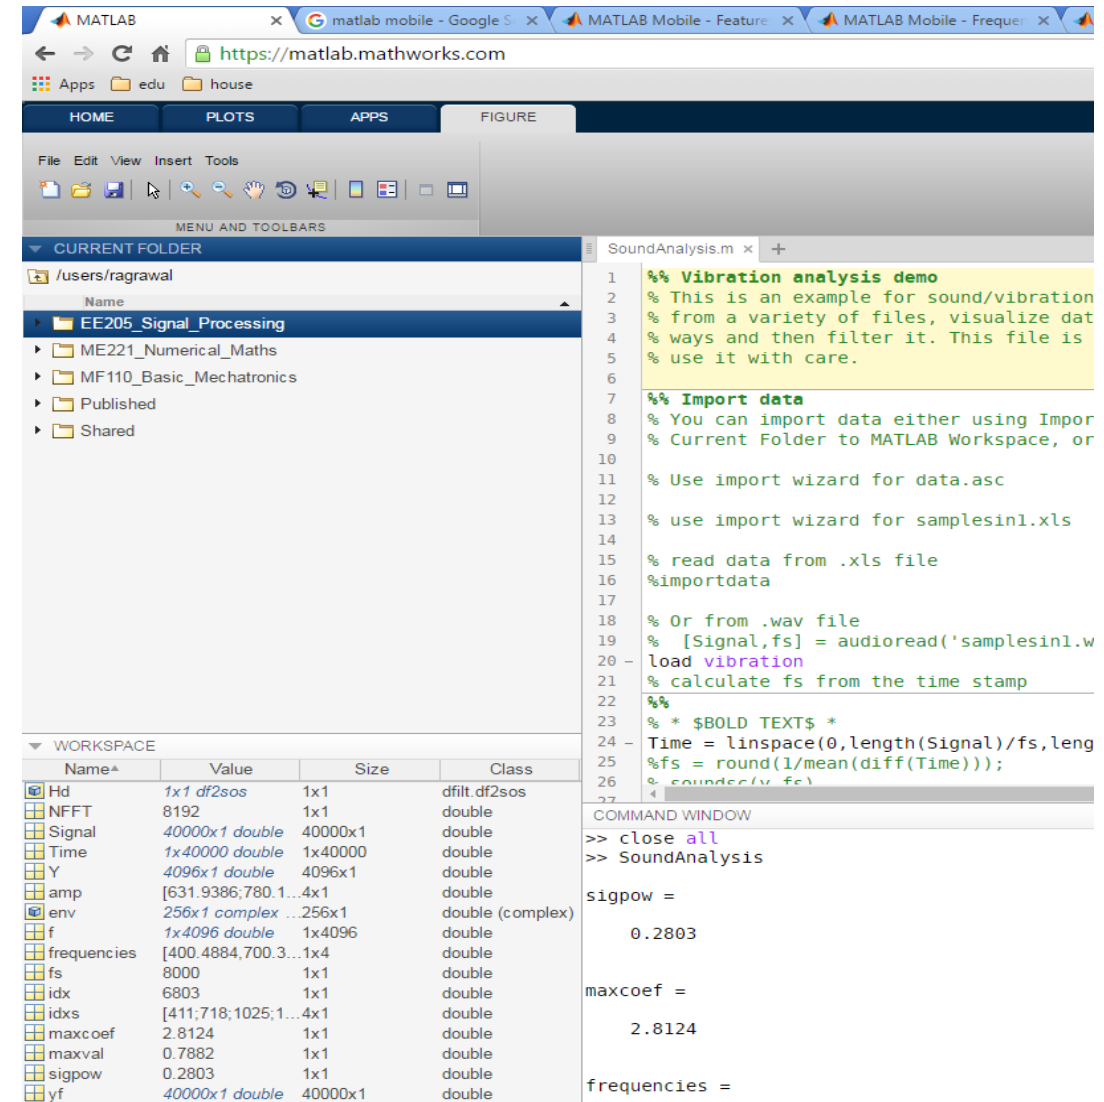 MATLAB
matlab mobile - Google
MATLAB Mobile - Feature
MATLAB Mobile - Frequen
https://matlab.mathworks.com
Apps edu house
HOME PLOTS APPS FIGURE
File Edit View Insert Tools
MENU AND TOOLBARS
CURRENT FOLDER
/users/ragrawal
Name
EE205_Signal_Processing
ME221_Numerical_Maths
MF110_Basic_Mechatronics
Published
Shared
WORKSPACE
Name Value Size Class
Hd 1x1 df2sos 1x1 dfilt.df2sos
NFFT 8192 1x1 double
Signal 40000x1 double 40000x1 double
Time 1x40000 double 1x40000 double
Y 4096x1 double 4096x1 double
amp [631.9386;780.1... 4x1 double
env 256x1 complex ... 256x1 double (complex)
f 1x4096 double 1x4096 double
frequencies [400.4884,700.3... 1x4 double
fs 8000 1x1 double
idx 6803 1x1 double
idxs [411;718;1025;1... 4x1 double
maxcoef 2.8124 1x1 double
maxval 0.7882 1x1 double
sigpow 0.2803 1x1 double
yf 40000x1 double 40000x1 double
SoundAnalysis.m
1 %% Vibration analysis demo
2 % This is an example for sound/vibration
3 % from a variety of files, visualize dat
4 % ways and then filter it. This file is
5 % use it with care.
6
7 %% Import data
8 % You can import data either using Impor
9 % Current Folder to MATLAB Workspace, or
10
11 % Use import wizard for data.asc
12
13 % use import wizard for samplesin1.xls
14
15 % read data from .xls file
16 %importdata
17
18 % Or from .wav file
19 % [Signal,fs] = audioread('samplesin1.w
20 – load vibration
21 % calculate fs from the time stamp
22 %%
23 % * $BOLD TEXT$ *
24 – Time = linspace(0,length(Signal)/fs,leng
25 %fs = round(1/mean(diff(Time)));
26 % soundsc(y,fs)
27
COMMAND WINDOW
>> close all
>> SoundAnalysis
sigpow =
0.2803
maxcoef =
2.8124
frequencies =